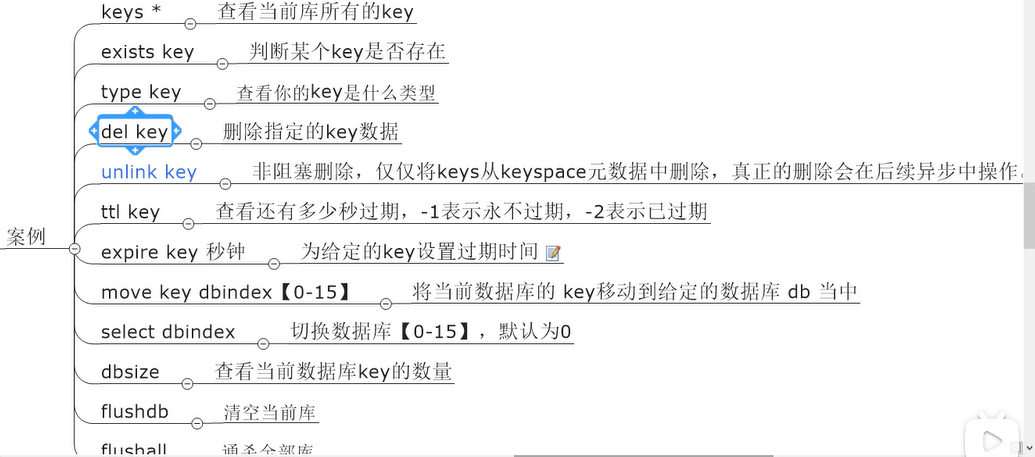 keys * 查看当前库所有的key
exists key 判断某个key是否存在
type key 查看你的key是什么类型
del key 删除指定的key数据
unlink key 非阻塞删除，仅仅将keys从keyspace元数据中删除，真正的删除会在后续异步中操作。
ttl key 查看还有多少秒过期，-1表示永不过期，-2表示已过期
案例
expire key 秒钟 为给定的key设置过期时间
move key dbindex【0-15】 将当前数据库的 key移动到给定的数据库 db 当中
select dbindex 切换数据库【0-15】，默认为0
dbsize 查看当前数据库key的数量
flushdb 清空当前库
flushall 通杀全部库